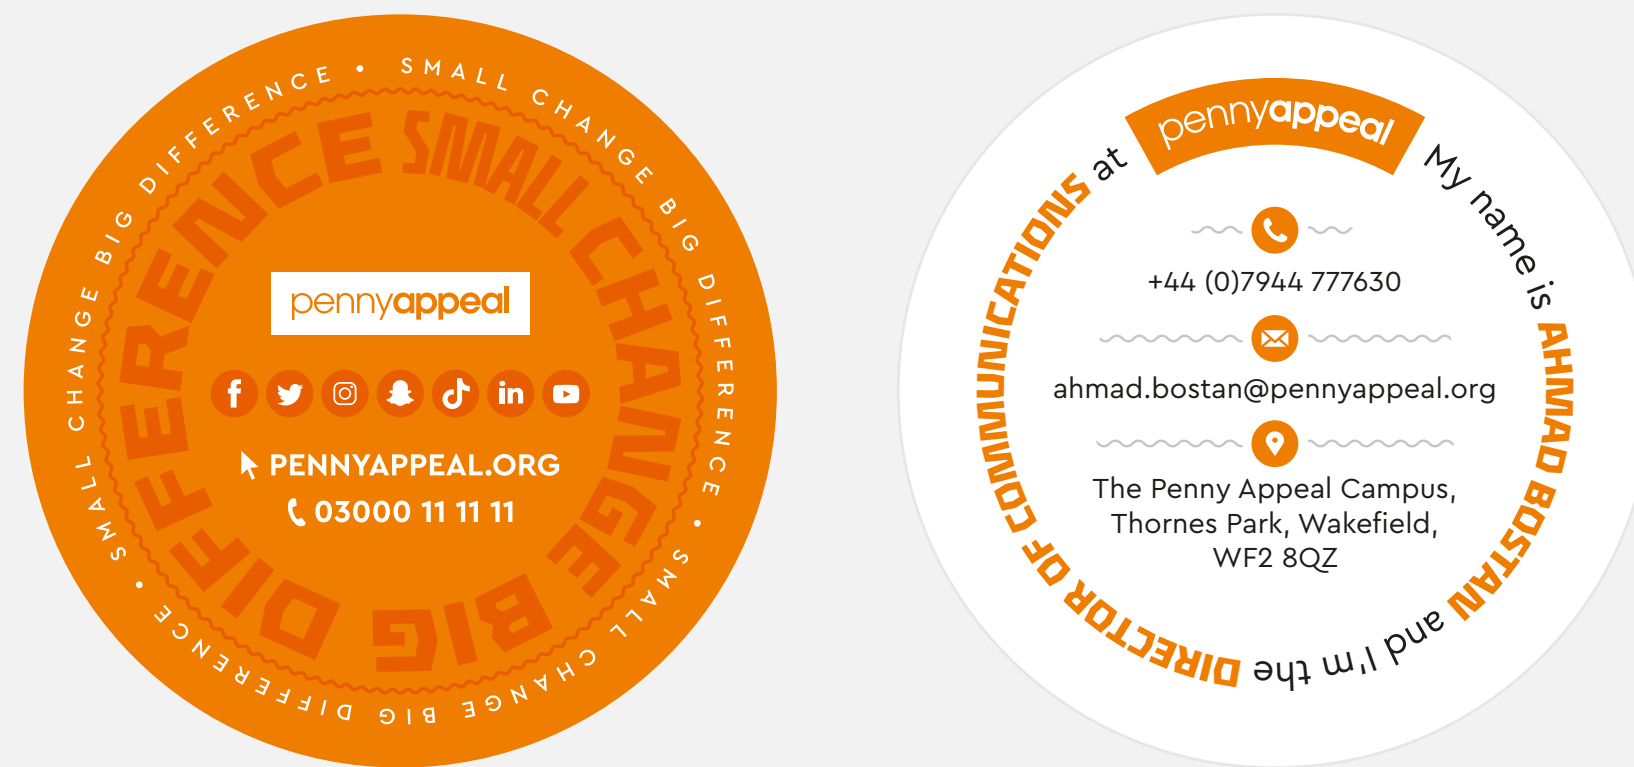 SMALL CHANGE BIG DIFFERENCE • SMALL CHANGE BIG DIFFERENCE • SMALL CHANGE BIG DIFFERENCE •
SMALL CHANGE BIG DIFFERENCE
pennyappeal
PENNYAPPEAL.ORG
03000 11 11 11
pennyappeal
My name is AHMAD BOSTAN and I'm the DIRECTOR OF COMMUNICATIONS at
+44 (0)7944 777630
ahmad.bostan@pennyappeal.org
The Penny Appeal Campus,
Thornes Park, Wakefield,
WF2 8QZ